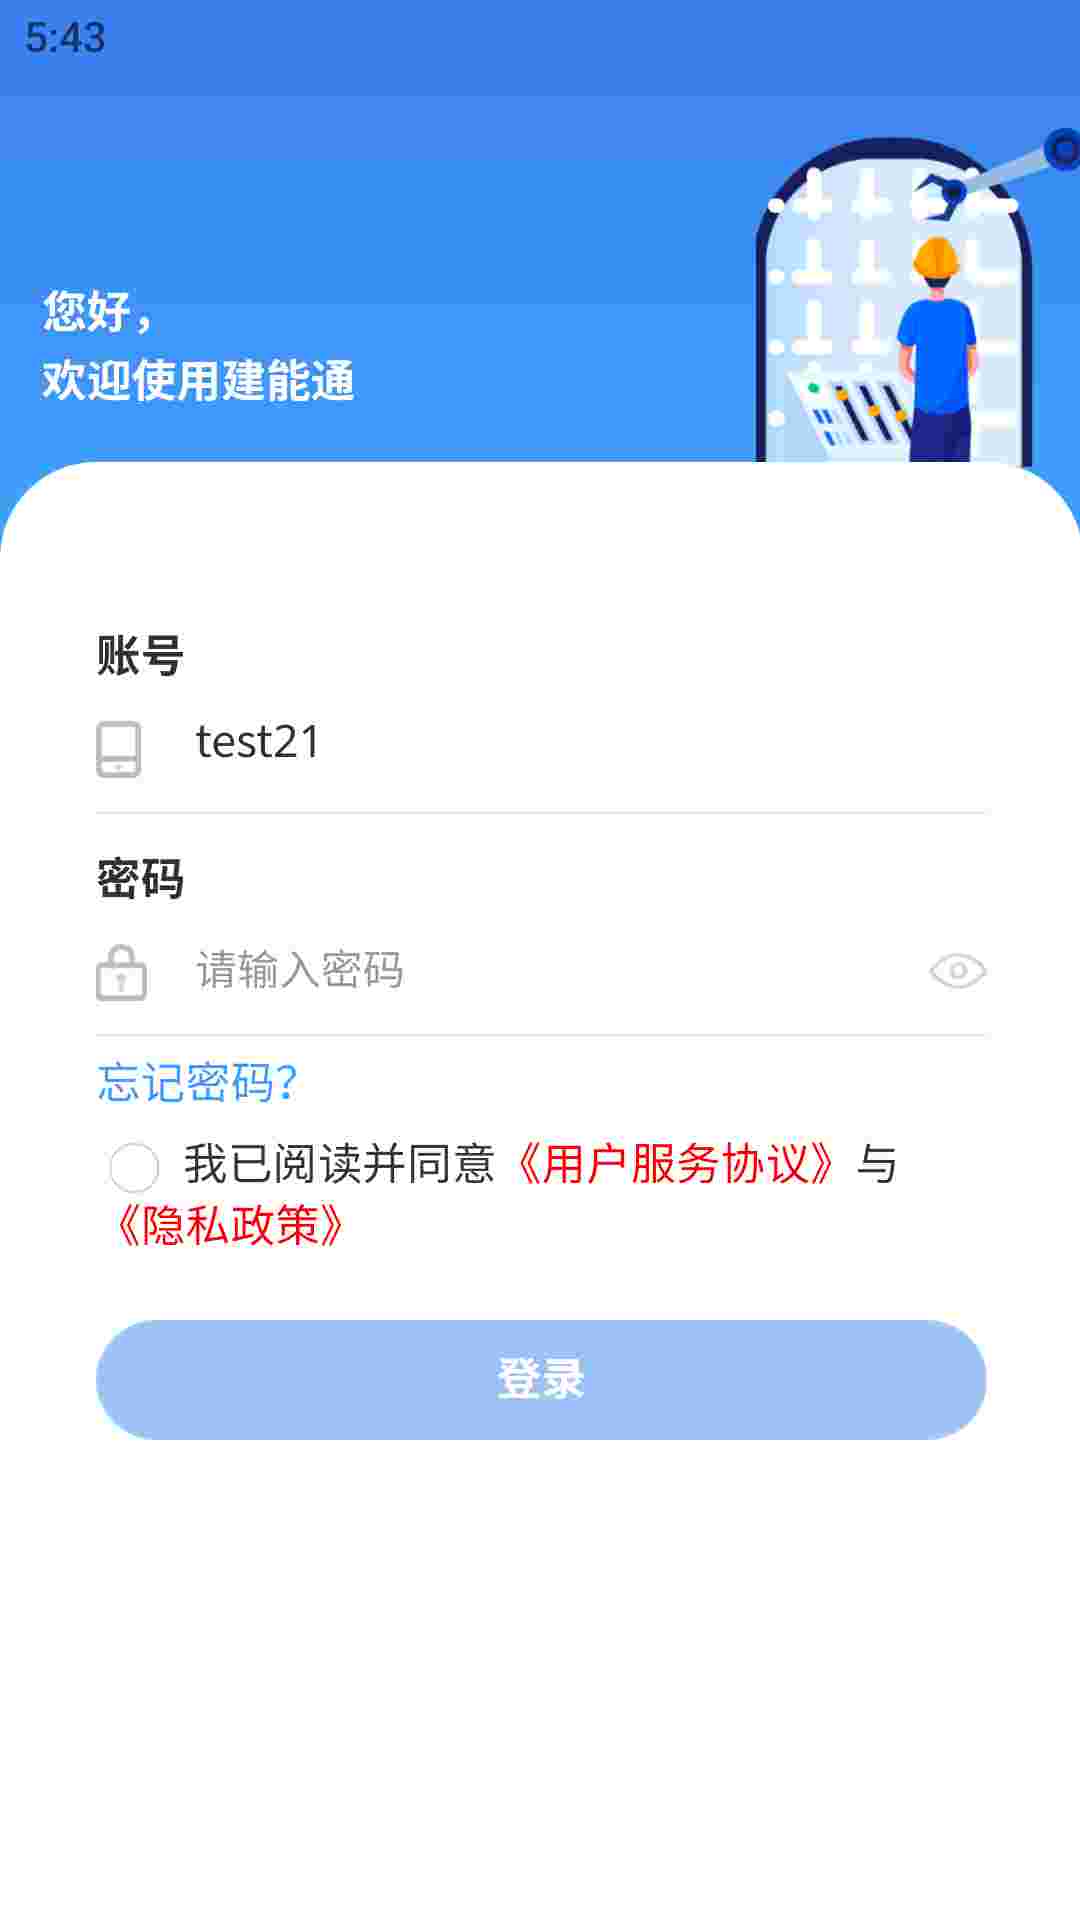 5:43
您好，
欢迎使用建能通
账号
test21
密码
请输入密码
忘记密码?
我已阅读并同意《用户服务协议》与
《隐私政策》
登录